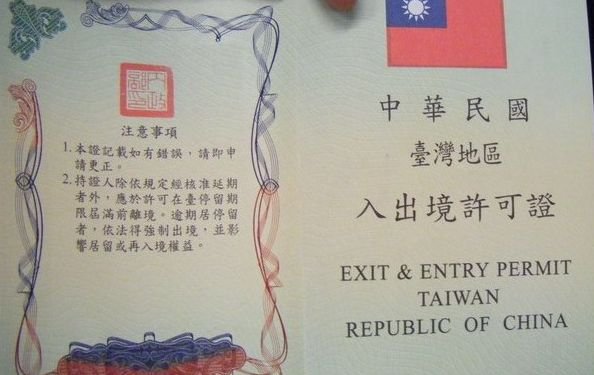 注意事項
1. 本證記載如有錯誤，請即申
請更正。
2. 持證人除依規定經核准延期
者外，應於許可在臺停留期
限屆滿前離境。逾期居停留
者，依法得強制出境，並影
響居留或再入境權益。
中華民國
臺灣地區
入出境許可證
EXIT & ENTRY PERMIT
TAIWAN
REPUBLIC OF CHINA